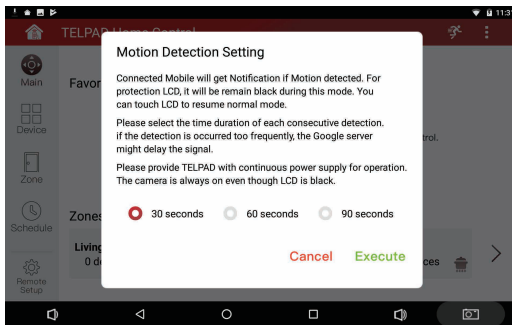 11:3
TELPAD Home Control
Motion Detection Setting
Connected Mobile will get Notification if Motion detected. For
protection LCD, it will be remain black during this mode. You
can touch LCD to resume normal mode.
Please select the time duration of each consecutive detection.
if the detection is occurred too frequently, the Google server
might delay the signal.
Please provide TELPAD with continuous power supply for operation.
The camera is always on even though LCD is black.
30 seconds 60 seconds 90 seconds
Cancel Execute
Main
Favor
Device
trol.
Zone
Schedule
Zones
Living
0 de
ces
Remote
Setup